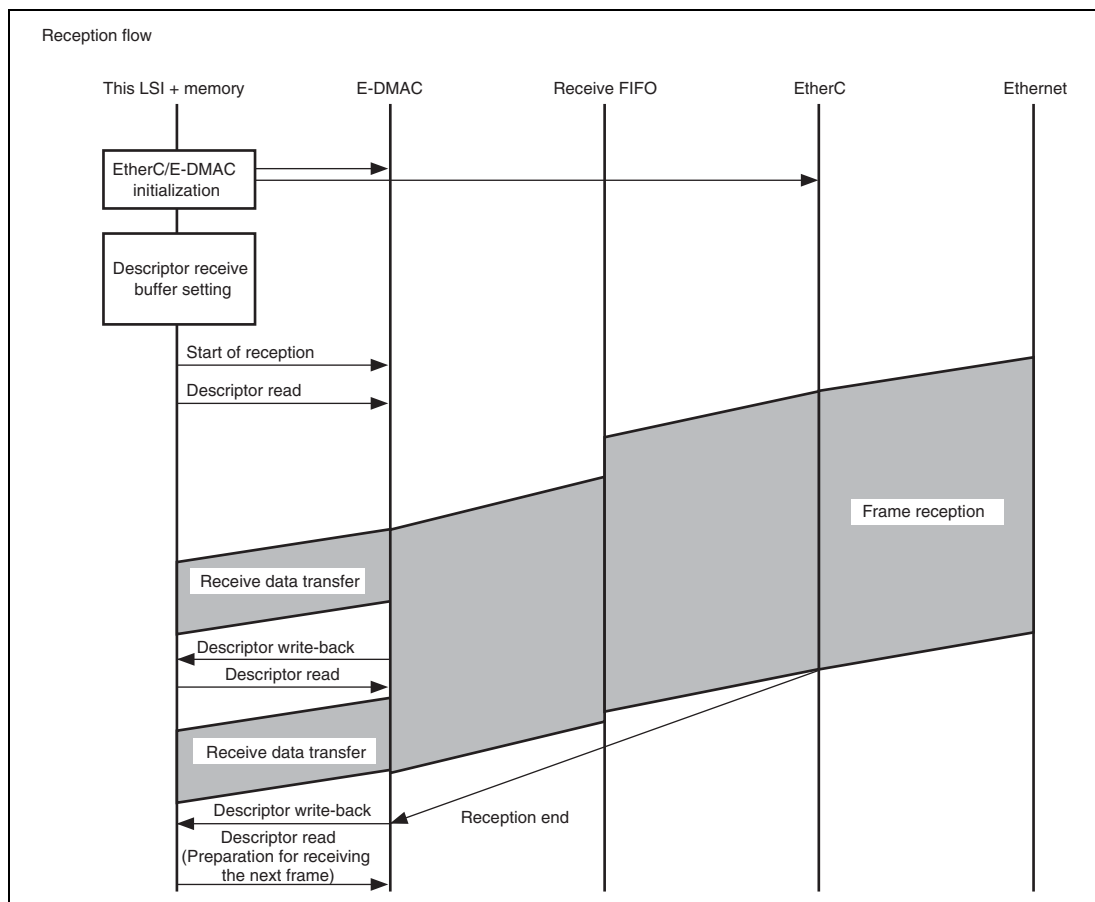 Reception flow
This LSI + memory
E-DMAC
Receive FIFO
EtherC
Ethernet
EtherC/E-DMAC
initialization
Descriptor receive
buffer setting
Start of reception
Descriptor read
Frame reception
Receive data transfer
Descriptor write-back
Descriptor read
Receive data transfer
Descriptor write-back
Reception end
Descriptor read
(Preparation for receiving
the next frame)